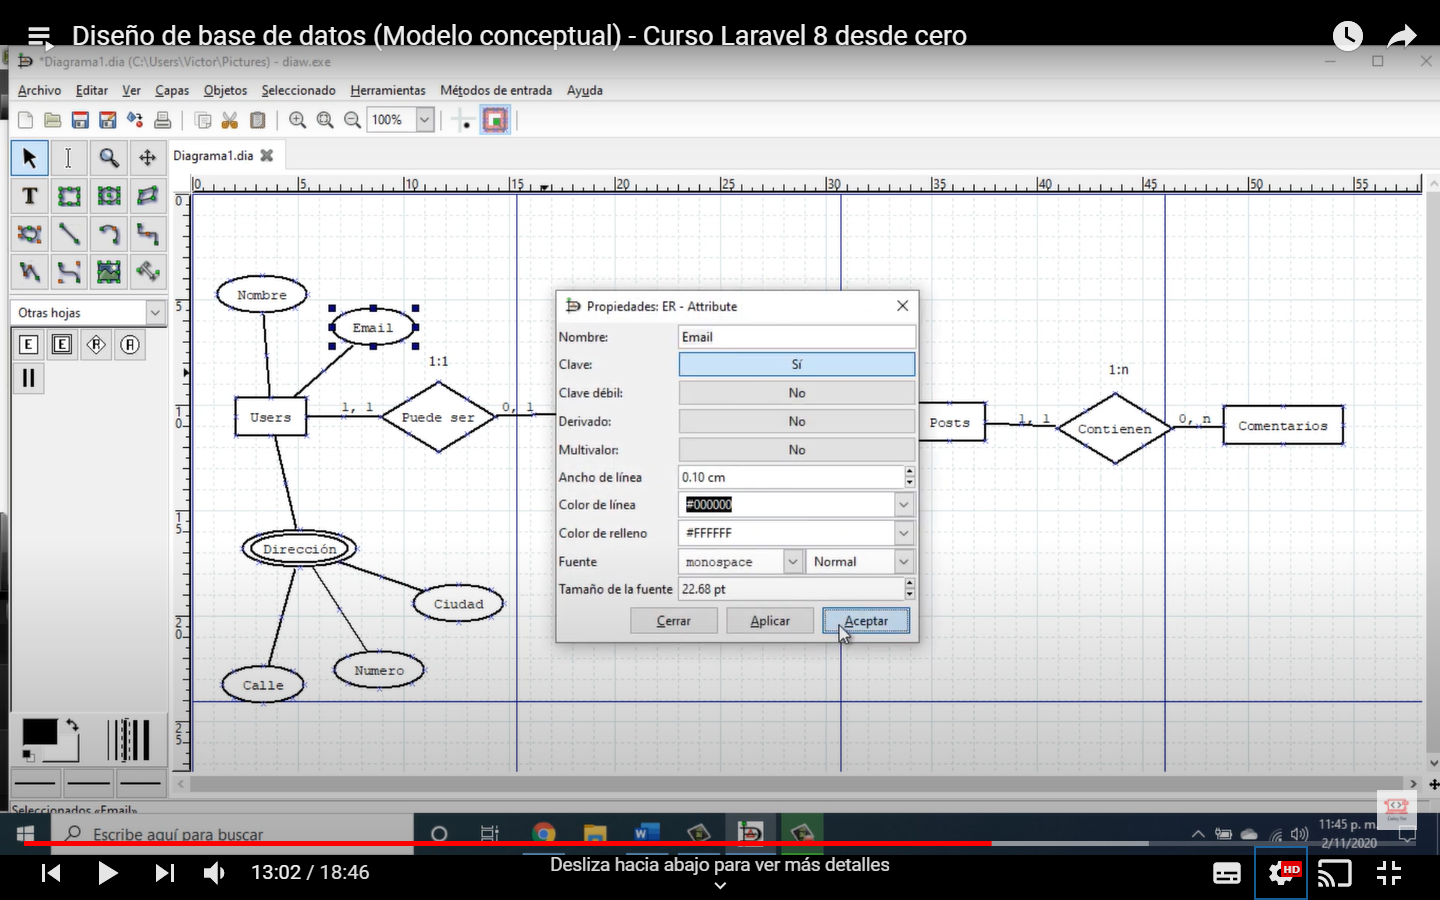 Diseño de base de datos (Modelo conceptual) - Curso Laravel 8 desde cero
*Diagrama1.dia (C:\Users\Victor\Pictures) - diaw.exe
Archivo Editar Ver Capas Objetos Seleccionado Herramientas Métodos de entrada Ayuda
100%
Diagrama1.dia
0 5 10 15 20 25 30 35 40 45 50 55
0
5
10
15
20
25
T
Otras hojas
E E R A
Nombre
Email
1:1
Users
1, 1
Puede ser
0, 1
Dirección
Ciudad
Numero
Calle
Propiedades: ER - Attribute
Nombre: Email
Clave: Sí
Clave débil: No
Derivado: No
Multivalor: No
Ancho de línea 0.10 cm
Color de línea #000000
Color de relleno #FFFFFF
Fuente monospace Normal
Tamaño de la fuente 22.68 pt
Cerrar Aplicar Aceptar
1:n
Posts
1, 1
Contienen
0, n
Comentarios
Seleccionados «Email»
Escribe aquí para buscar
11:45 p. m.
2/11/2020
13:02 / 18:46
Desliza hacia abajo para ver más detalles
HD